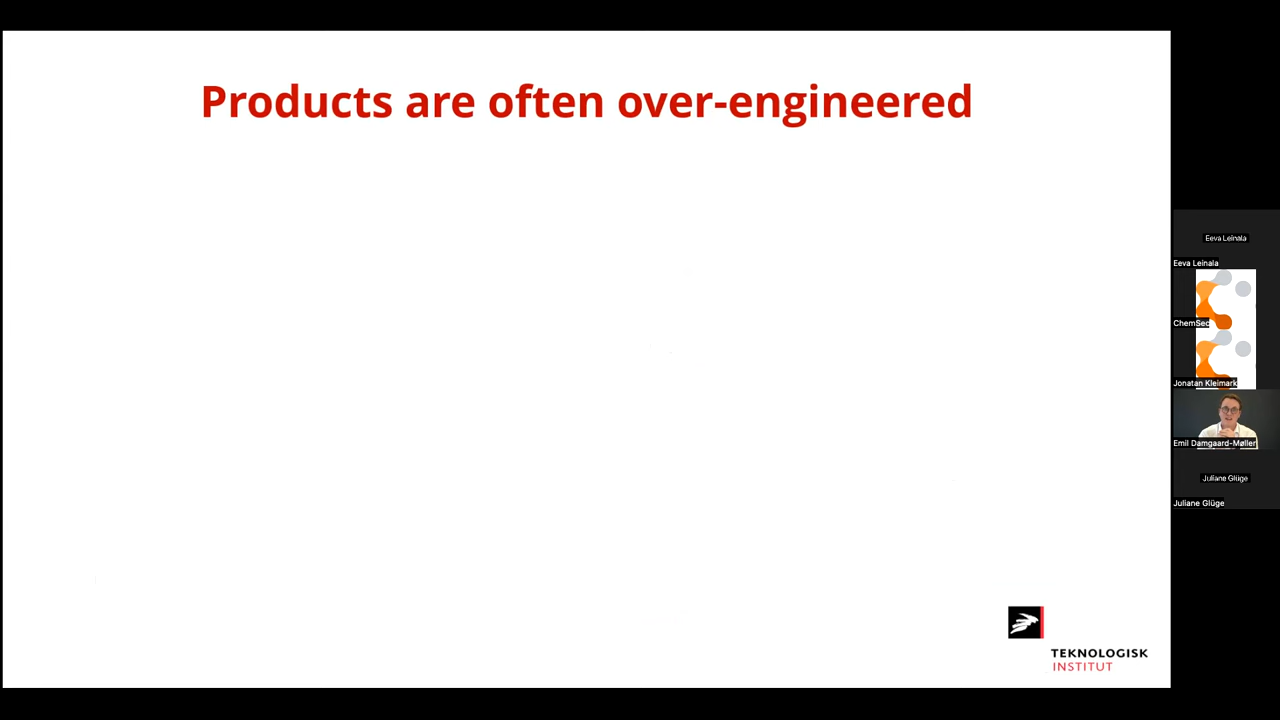 Products are often over-engineered
Eeva Leinala
Eeva Leinala
ChemSec
Jonatan Kleimark
Emil Damgaard-Møller
Juliane Glüge
Juliane Glüge
TEKNOLOGISK
INSTITUT